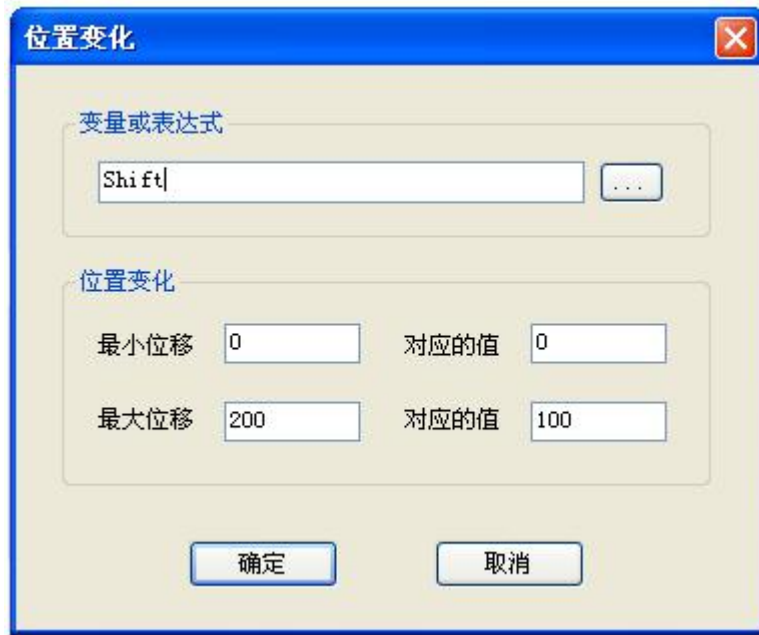 位置变化
变量或表达式
Shift
...
位置变化
最小位移 0 对应的值 0
最大位移 200 对应的值 100
确定 取消